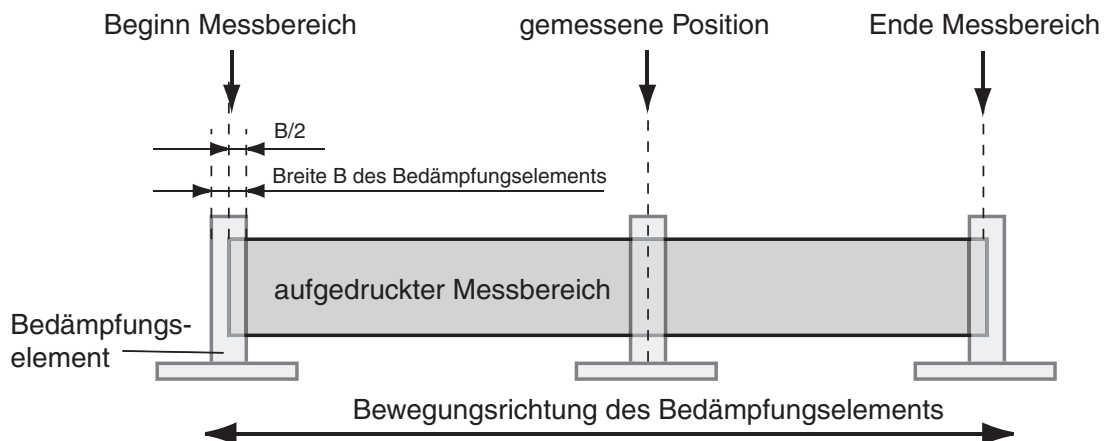 Beginn Messbereich
gemessene Position
Ende Messbereich
B/2
Breite B des Bedämpfungselements
aufgedruckter Messbereich
Bedämpfungs-
element
Bewegungsrichtung des Bedämpfungselements